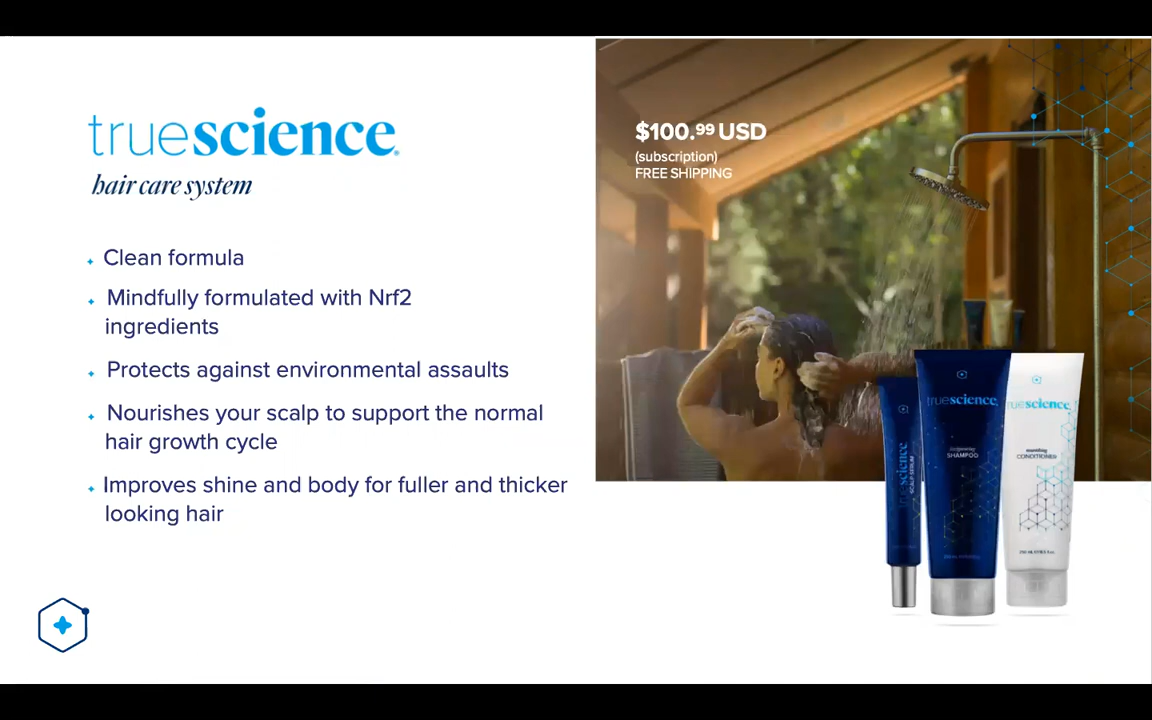 truescience®
hair care system
Clean formula
Mindfully formulated with Nrf2
ingredients
Protects against environmental assaults
Nourishes your scalp to support the normal
hair growth cycle
Improves shine and body for fuller and thicker
looking hair
$100.99 USD
(subscription)
FREE SHIPPING
truescience
SCALP SERUM
truescience
SHAMPOO
truescience
CONDITIONER